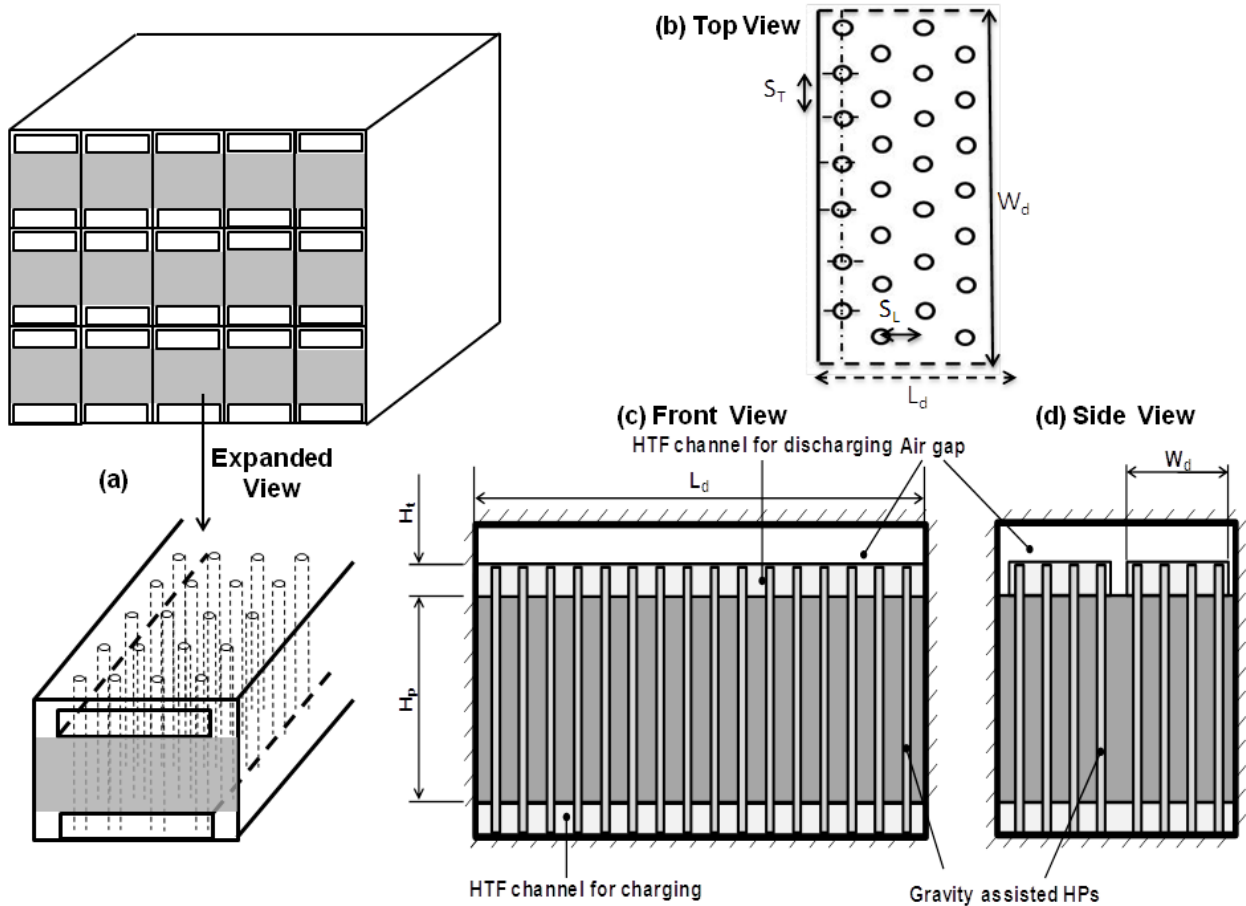 (b) Top View
S_T
W_d
S_L
L_d
Expanded
View
(a)
(c) Front View
(d) Side View
HTF channel for discharging
Air gap
L_d
W_d
H_t
H_p
HTF channel for charging
Gravity assisted HPs